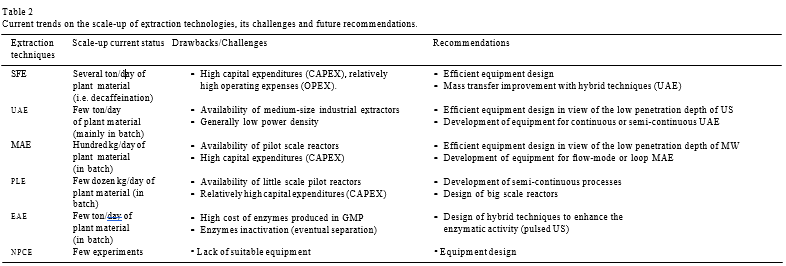 Table 2
Current trends on the scale-up of extraction technologies, its challenges and future recommendations.
Extraction techniques Scale-up current status Drawbacks/Challenges Recommendations
SFE Several ton/day of plant material (i.e. decaffeination)
- High capital expenditures (CAPEX), relatively high operating expenses (OPEX).
- Efficient equipment design
- Mass transfer improvement with hybrid techniques (UAE)
UAE Few ton/day of plant material (mainly in batch)
- Availability of medium-size industrial extractors
- Generally low power density
- Efficient equipment design in view of the low penetration depth of US
- Development of equipment for continuous or semi-continuous UAE
MAE Hundred kg/day of plant material (in batch)
- Availability of pilot scale reactors
- High capital expenditures (CAPEX)
- Efficient equipment design in view of the low penetration depth of MW
- Development of equipment for flow-mode or loop MAE
PLE Few dozen kg/day of plant material (in batch)
- Availability of little scale pilot reactors
- Relatively high capital expenditures (CAPEX)
- Development of semi-continuous processes
- Design of big scale reactors
EAE Few ton/day of plant material (in batch)
- High cost of enzymes produced in GMP
- Enzymes inactivation (eventual separation)
- Design of hybrid techniques to enhance the enzymatic activity (pulsed US)
NPCE Few experiments
- Lack of suitable equipment
- Equipment design